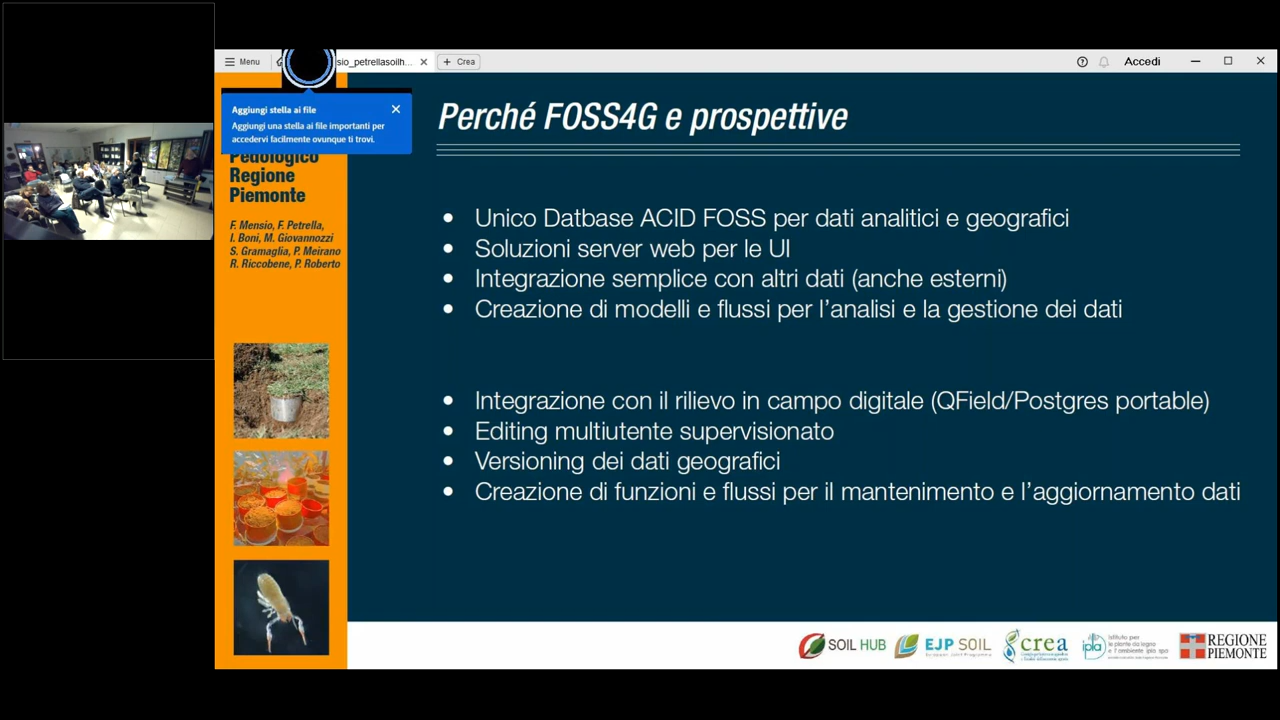 Menu
sio_petrellasoilh...
Crea
Accedi
Aggiungi stella ai file
Aggiungi una stella ai file importanti per
accedervi facilmente ovunque ti trovi.
Pedologico
Regione
Piemonte
F. Mensio, F. Petrella,
I. Boni, M. Giovannozzi
S. Gramaglia, P. Meirano
R. Riccobene, P. Roberto
Perché FOSS4G e prospettive
• Unico Datbase ACID FOSS per dati analitici e geografici
• Soluzioni server web per le UI
• Integrazione semplice con altri dati (anche esterni)
• Creazione di modelli e flussi per l'analisi e la gestione dei dati
• Integrazione con il rilievo in campo digitale (QField/Postgres portable)
• Editing multiutente supervisionato
• Versioning dei dati geografici
• Creazione di funzioni e flussi per il mantenimento e l'aggiornamento dati
SOIL HUB
EJP SOIL
European Joint Programme
crea
ipla
Istituto per
le piante da legno
e l'ambiente ipla spa
REGIONE
PIEMONTE